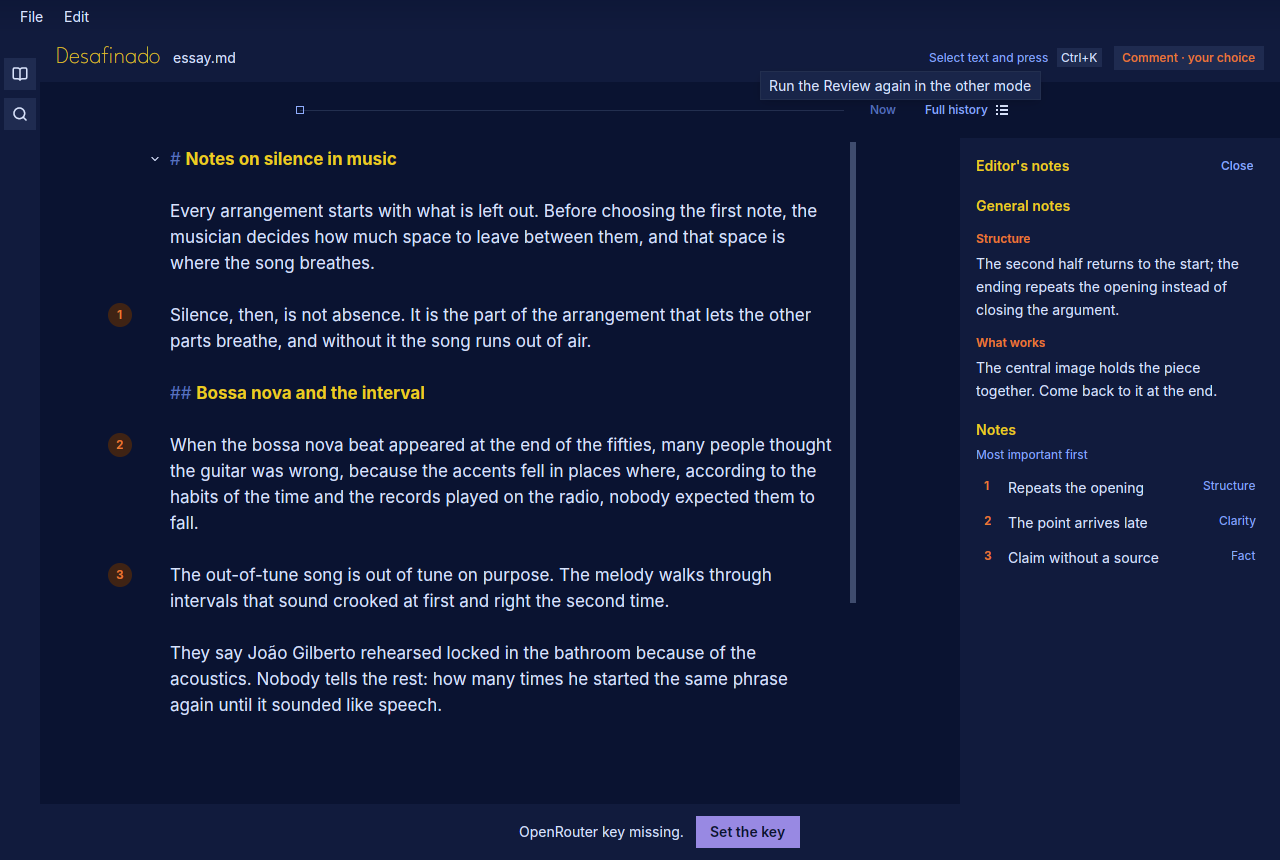 File Edit
Desafinado essay.md Select text and press Ctrl+K Comment · your choice
Run the Review again in the other mode
Now Full history
# Notes on silence in music
Every arrangement starts with what is left out. Before choosing the first note, the
musician decides how much space to leave between them, and that space is
where the song breathes.
1 Silence, then, is not absence. It is the part of the arrangement that lets the other
parts breathe, and without it the song runs out of air.
## Bossa nova and the interval
2 When the bossa nova beat appeared at the end of the fifties, many people thought
the guitar was wrong, because the accents fell in places where, according to the
habits of the time and the records played on the radio, nobody expected them to
fall.
3 The out-of-tune song is out of tune on purpose. The melody walks through
intervals that sound crooked at first and right the second time.
They say João Gilberto rehearsed locked in the bathroom because of the
acoustics. Nobody tells the rest: how many times he started the same phrase
again until it sounded like speech.
Editor's notes Close
General notes
Structure
The second half returns to the start; the
ending repeats the opening instead of
closing the argument.
What works
The central image holds the piece
together. Come back to it at the end.
Notes
Most important first
1 Repeats the opening Structure
2 The point arrives late Clarity
3 Claim without a source Fact
OpenRouter key missing. Set the key